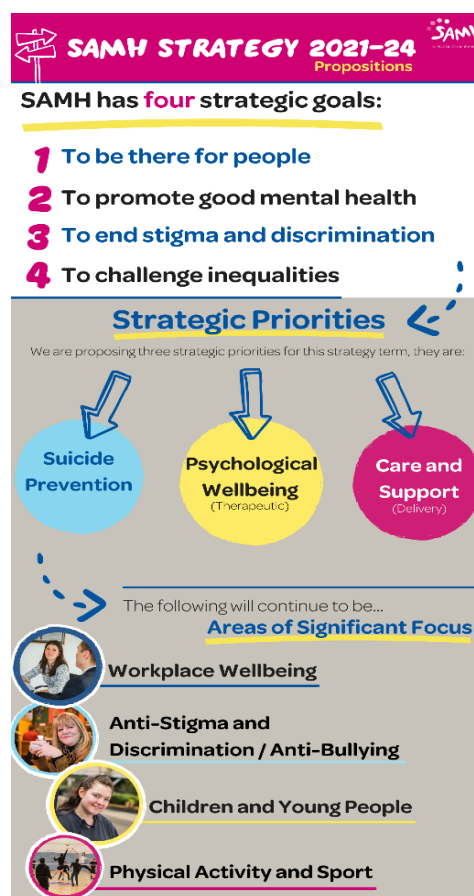 SAMH STRATEGY 2021-24
Propositions
SAMH has four strategic goals:
1 To be there for people
2 To promote good mental health
3 To end stigma and discrimination
4 To challenge inequalities
Strategic Priorities
We are proposing three strategic priorities for this strategy term, they are:
Suicide
Prevention
Psychological
Wellbeing
(Therapeutic)
Care and
Support
(Delivery)
The following will continue to be...
Areas of Significant Focus
Workplace Wellbeing
Anti-Stigma and
Discrimination / Anti-Bullying
Children and Young People
Physical Activity and Sport